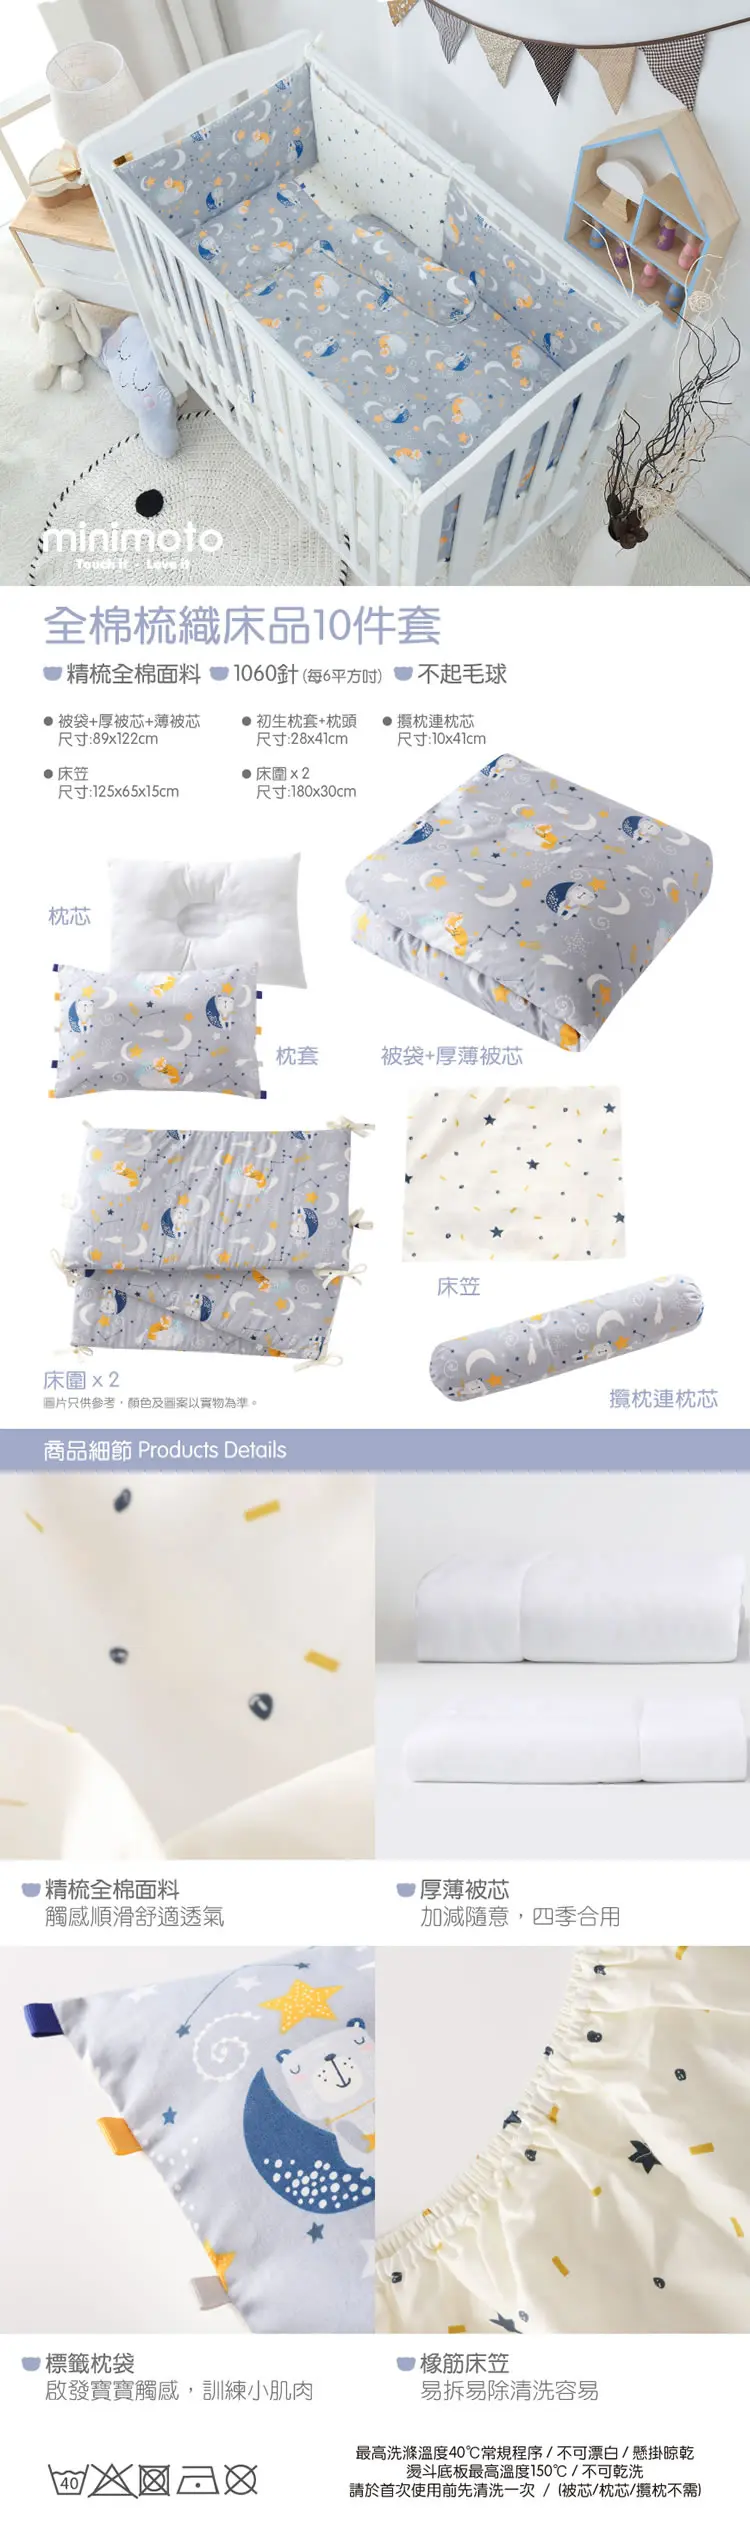 minimoto
Touch it · Love it
全棉梳織床品10件套
精梳全棉面料 1060針(每6平方吋) 不起毛球
● 被袋+厚被芯+薄被芯
尺寸:89x122cm
● 初生枕套+枕頭
尺寸:28x41cm
● 攬枕連枕芯
尺寸:10x41cm
● 床笠
尺寸:125x65x15cm
● 床圍 x 2
尺寸:180x30cm
枕芯
枕套
被袋+厚薄被芯
床笠
床圍 x 2
圖片只供參考，顏色及圖案以實物為準。
攬枕連枕芯
商品細節 Products Details
精梳全棉面料
觸感順滑舒適透氣
厚薄被芯
加減隨意，四季合用
標籤枕袋
啟發寶寶觸感，訓練小肌肉
橡筋床笠
易拆易除清洗容易
40
最高洗滌溫度40℃常規程序 / 不可漂白 / 懸掛晾乾
燙斗底板最高溫度150℃ / 不可乾洗
請於首次使用前先清洗一次 / (被芯/枕芯/攬枕不需)